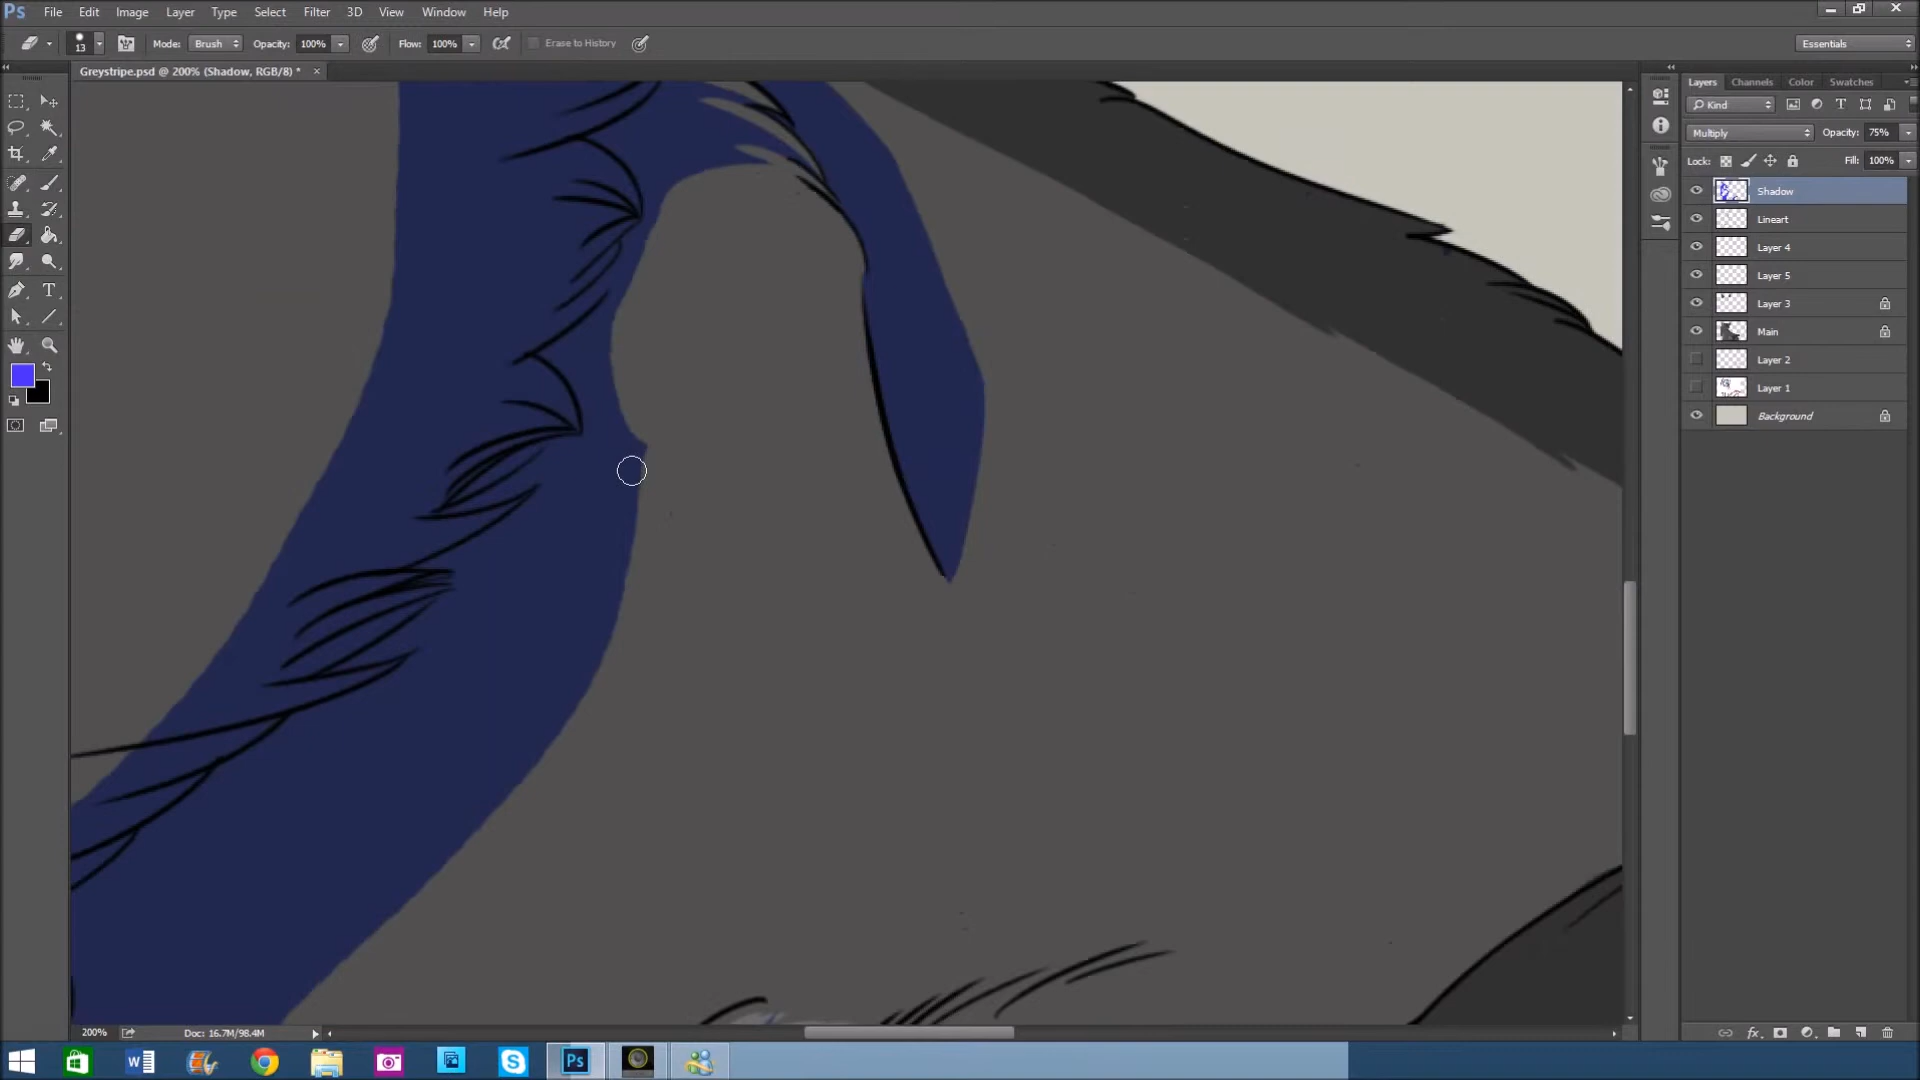 Ps File Edit Image Layer Type Select Filter 3D View Window Help
13 Mode: Brush Opacity: 100% Flow: 100% Erase to History Essentials
Greystripe.psd @ 200% (Shadow, RGB/8) * ×
Layers Channels Color Swatches
Kind
Multiply Opacity: 75%
Lock: Fill: 100%
Shadow
Lineart
Layer 4
Layer 5
Layer 3
Main
Layer 2
Layer 1
Background
200% Doc: 16.7M/98.4M